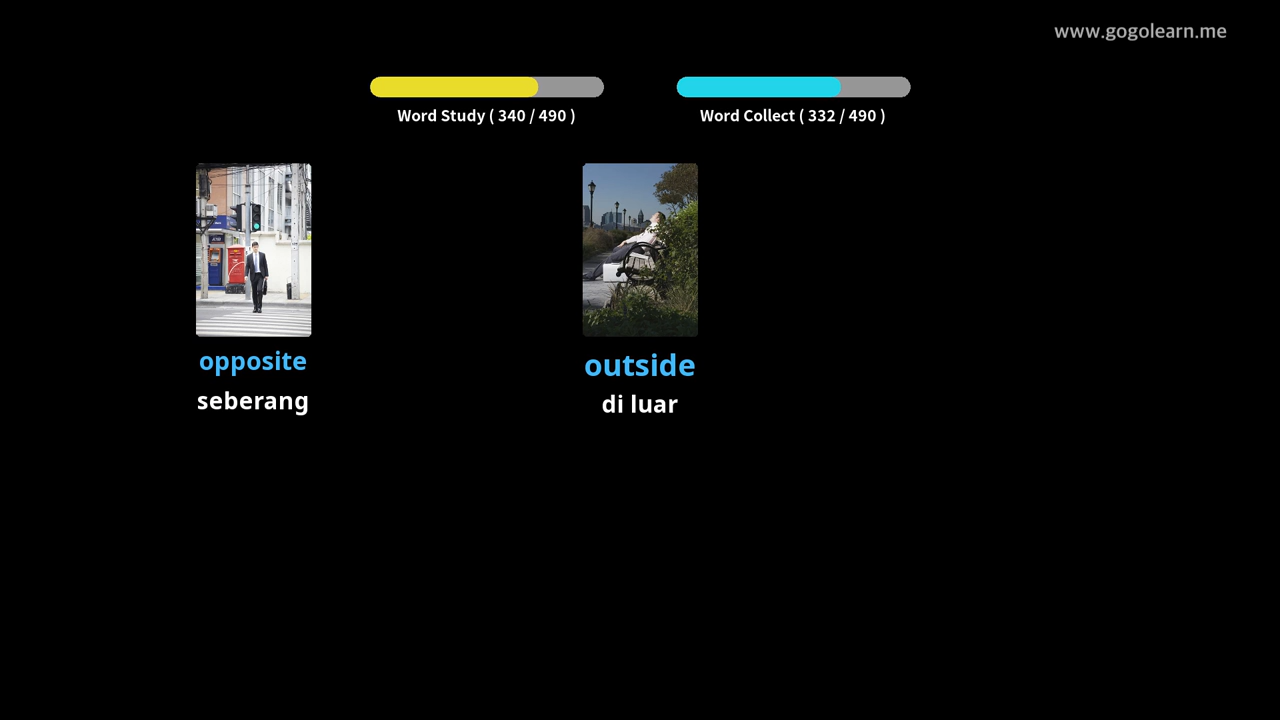 www.gogolearn.me
Word Study ( 340 / 490 )
Word Collect ( 332 / 490 )
opposite
seberang
outside
di luar